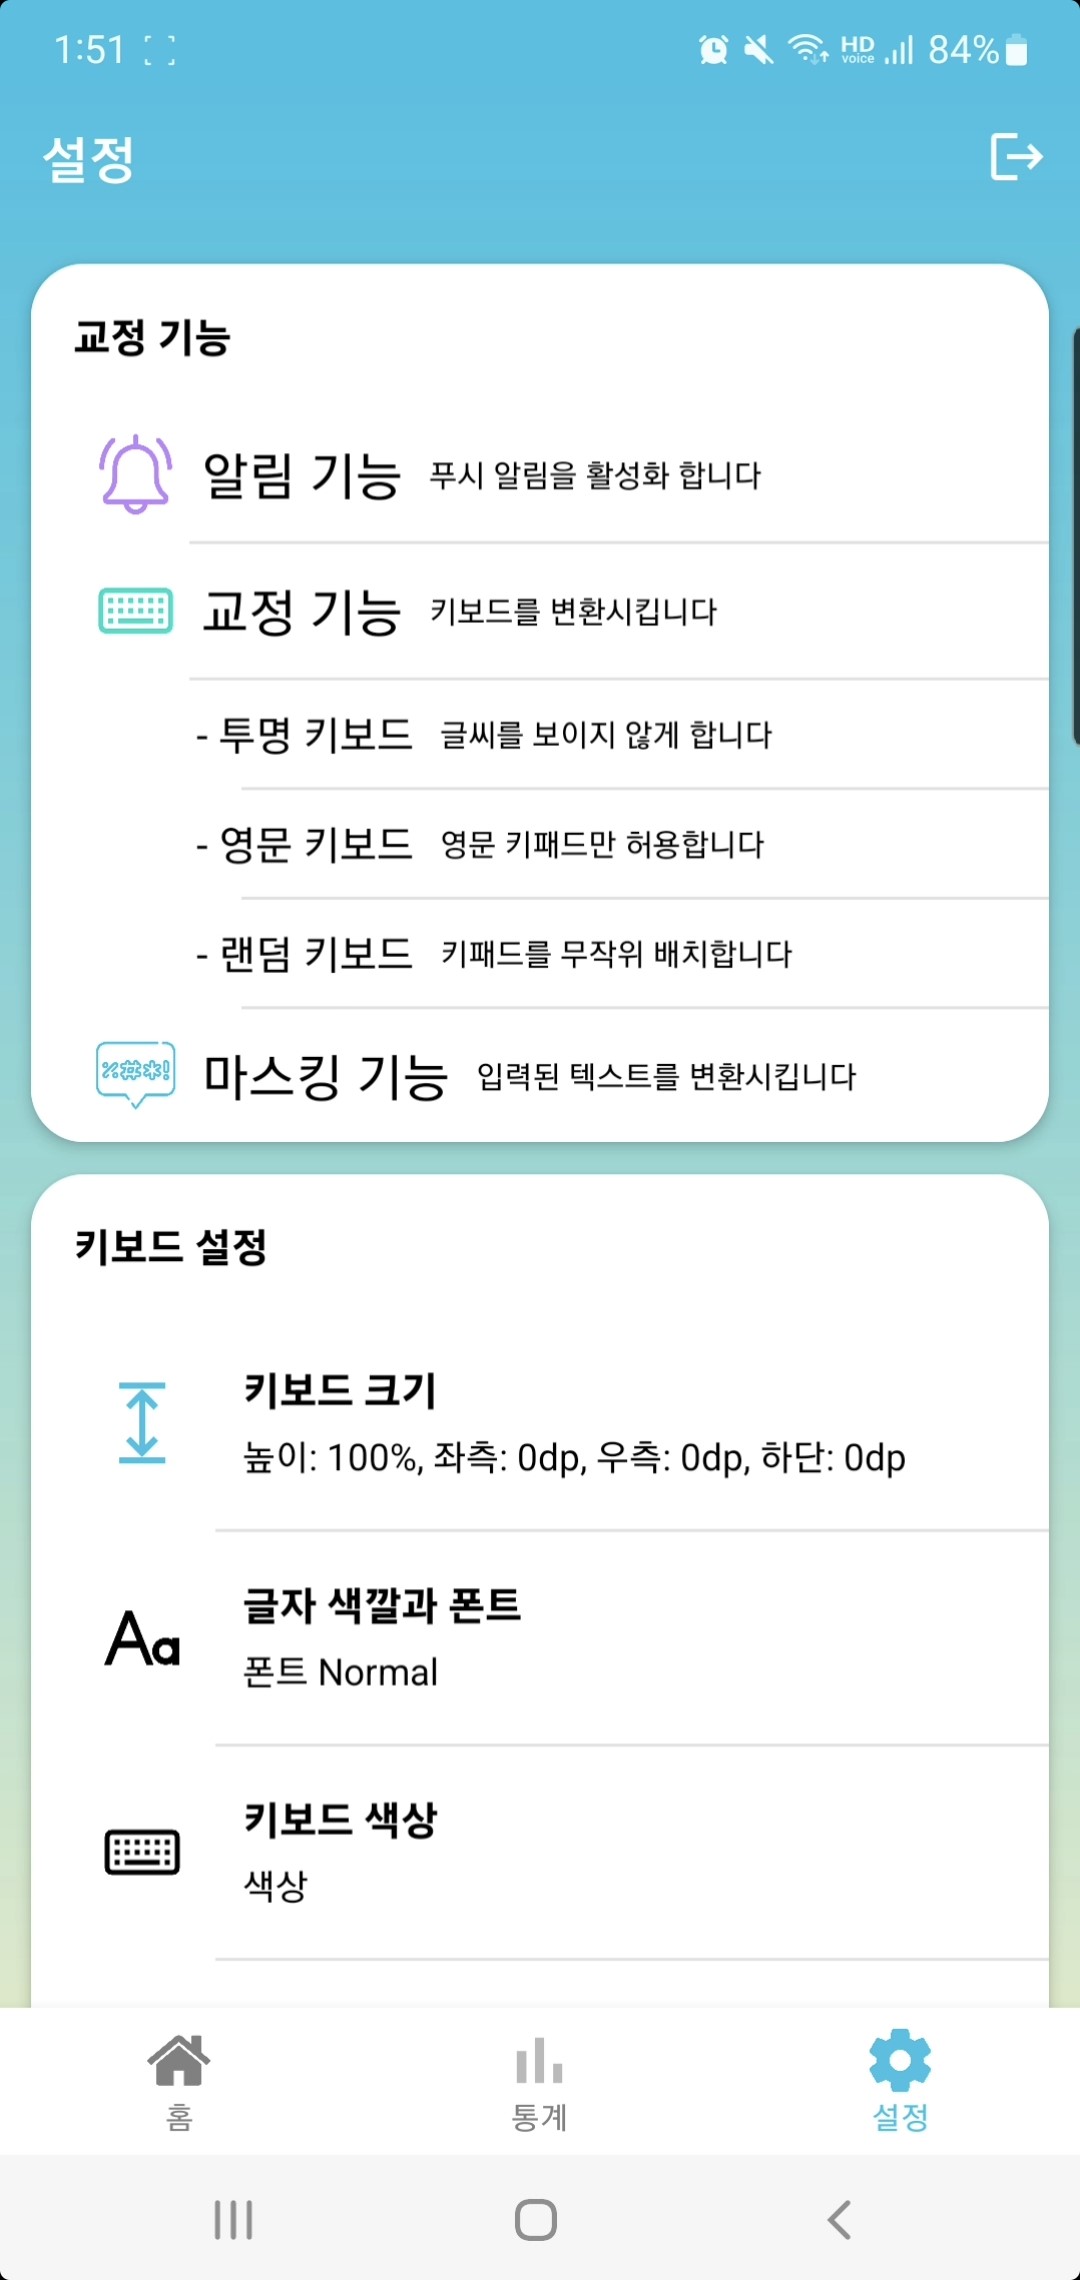 1:51
HD voice 84%
설정
교정 기능
알림 기능 푸시 알림을 활성화 합니다
교정 기능 키보드를 변환시킵니다
- 투명 키보드 글씨를 보이지 않게 합니다
- 영문 키보드 영문 키패드만 허용합니다
- 랜덤 키보드 키패드를 무작위 배치합니다
%#*! 마스킹 기능 입력된 텍스트를 변환시킵니다
키보드 설정
키보드 크기
높이: 100%, 좌측: 0dp, 우측: 0dp, 하단: 0dp
Aa
글자 색깔과 폰트
폰트 Normal
키보드 색상
색상
홈 통계 설정